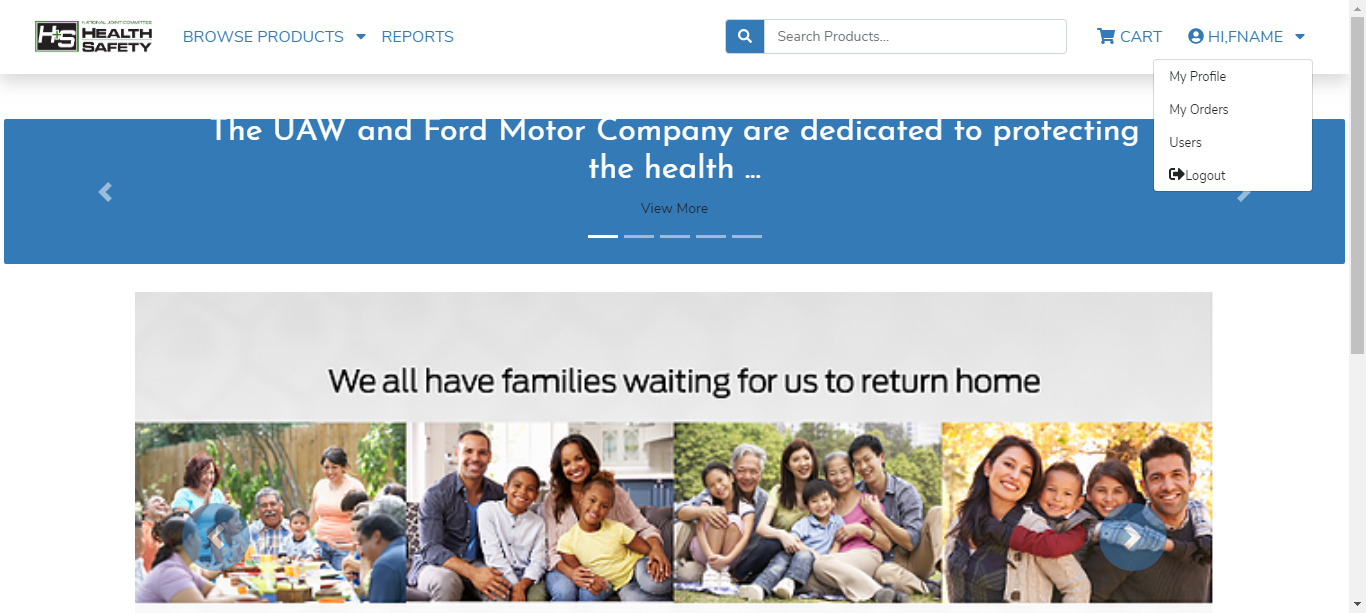 NATIONAL JOINT COMMITTEE
H+S HEALTH
SAFETY
BROWSE PRODUCTS
REPORTS
Search Products...
CART
HI,FNAME
My Profile
My Orders
Users
Logout
The UAW and Ford Motor Company are dedicated to protecting
the health ...
View More
We all have families waiting for us to return home